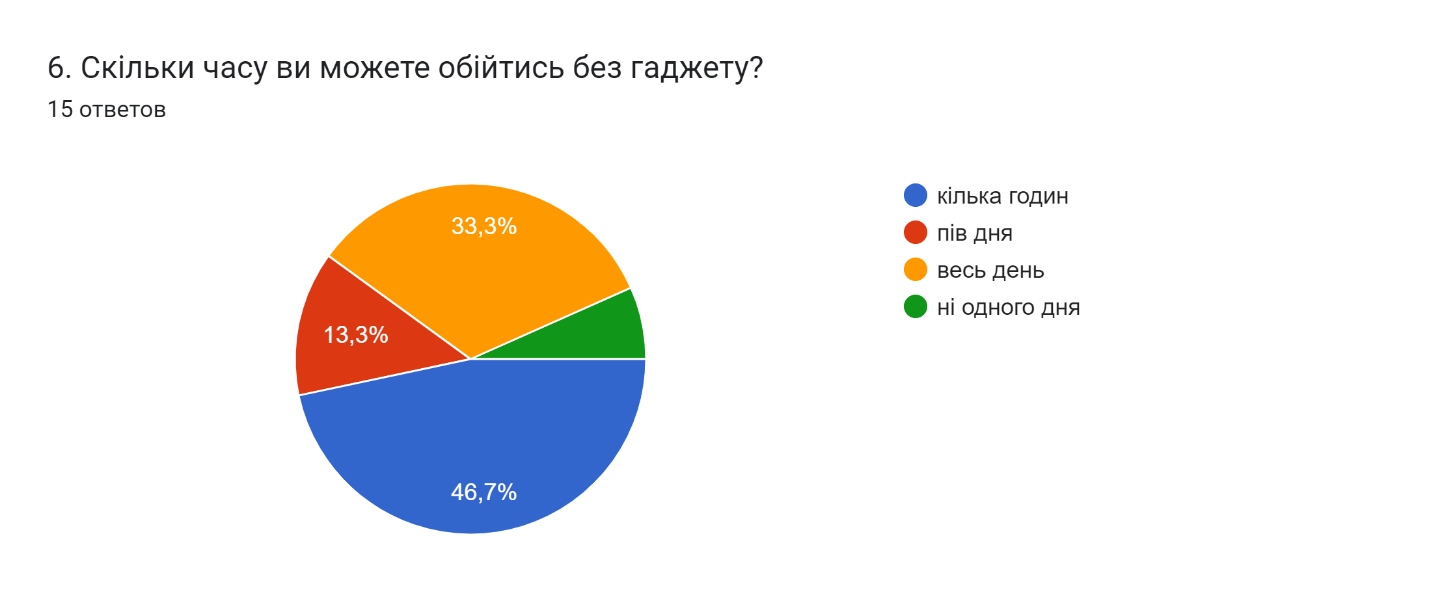 6. Скільки часу ви можете обійтись без гаджету?
15 ответов
33,3%
13,3%
46,7%
кілька годин
пів дня
весь день
ні одного дня